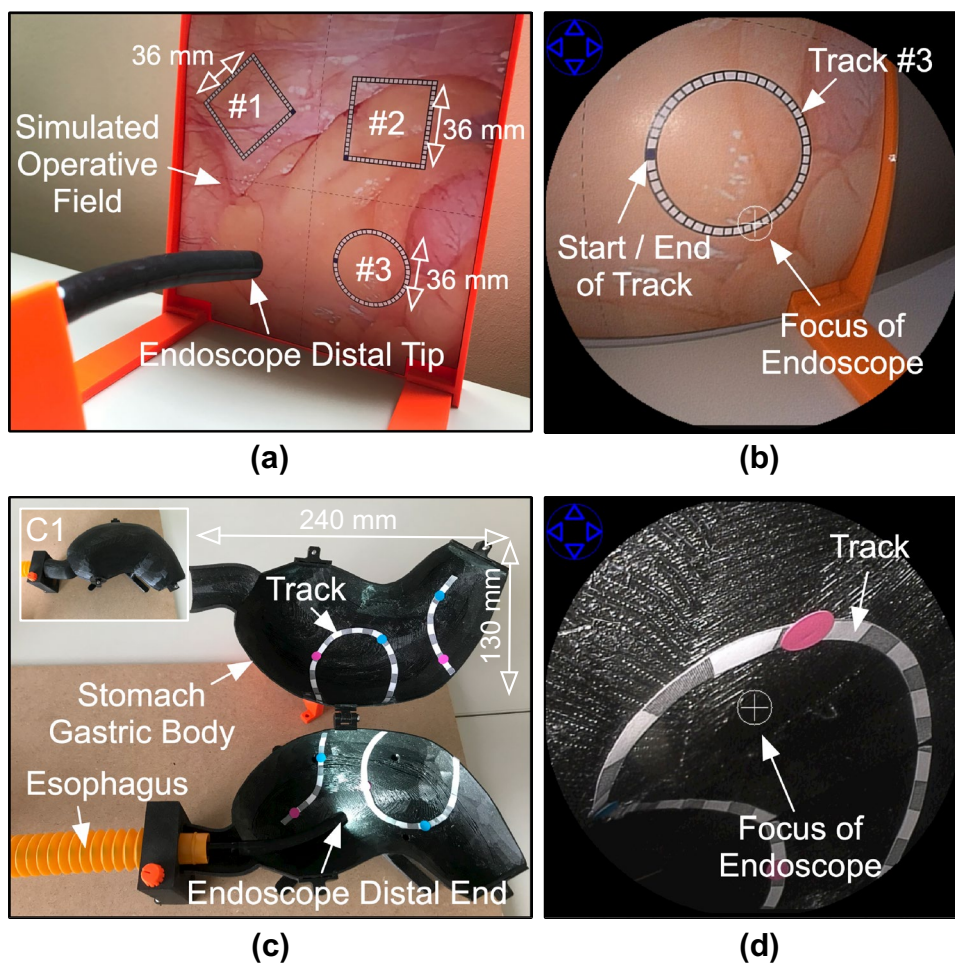 36 mm
#1
#2
36 mm
Simulated
Operative
Field
#3
36 mm
Endoscope Distal Tip
(a)
Track #3
Start / End
of Track
Focus of
Endoscope
(b)
C1
240 mm
Track
130 mm
Stomach
Gastric Body
Esophagus
Endoscope Distal End
(c)
Track
Focus of
Endoscope
(d)